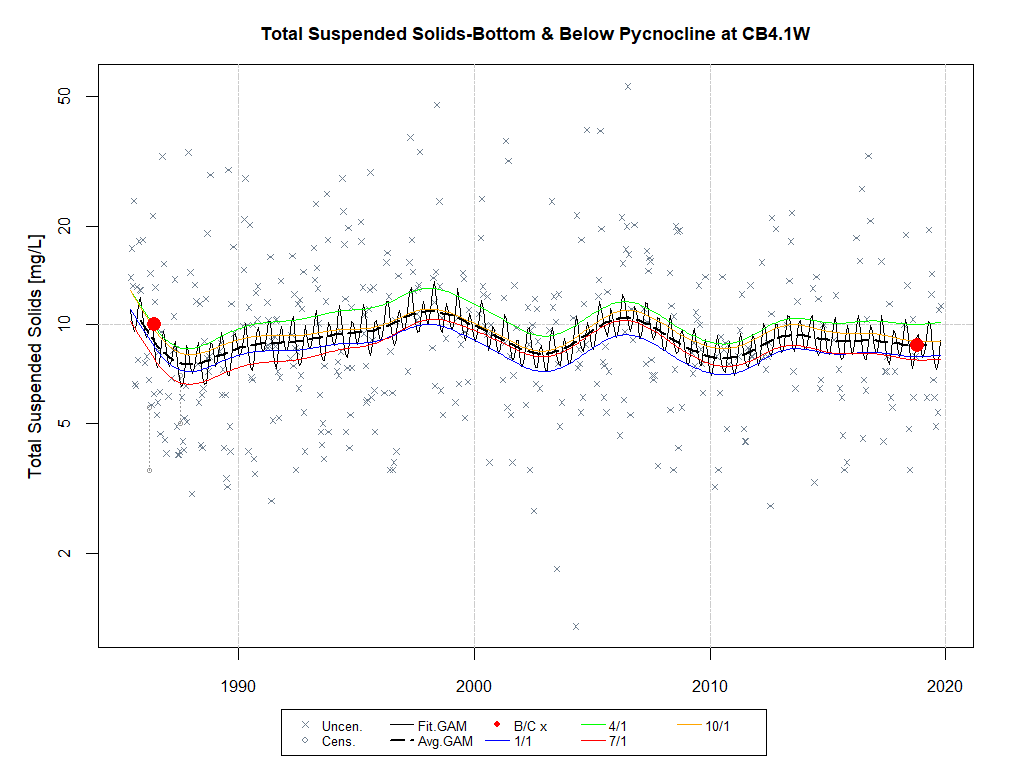 Total Suspended Solids-Bottom & Below Pycnocline at CB4.1W
Total Suspended Solids [mg/L]
50
20
10
5
2
1990 2000 2010 2020
Uncen. Fit.GAM B/C x 4/1 10/1
Cens. Avg.GAM 1/1 7/1